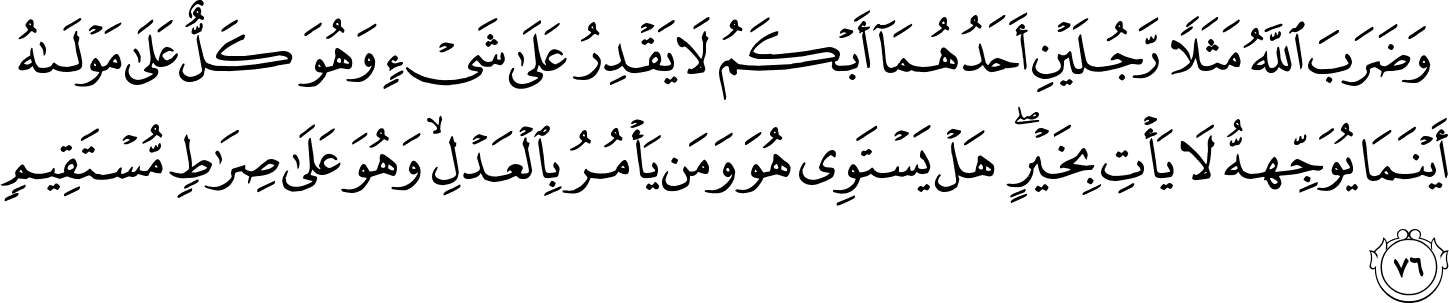 وَضَرَبَ ٱللَّهُ مَثَلًا رَّجُلَيْنِ أَحَدُهُمَآ أَبْكَمُ لَا يَقْدِرُ عَلَىٰ شَىْءٍ وَهُوَ كَلٌّ عَلَىٰ مَوْلَىٰهُ
أَيْنَمَا يُوَجِّههُّ لَا يَأْتِ بِخَيْرٍ ۖ هَلْ يَسْتَوِى هُوَ وَمَن يَأْمُرُ بِٱلْعَدْلِ ۙ وَهُوَ عَلَىٰ صِرَٰطٍ مُّسْتَقِيمٍ
٧٦